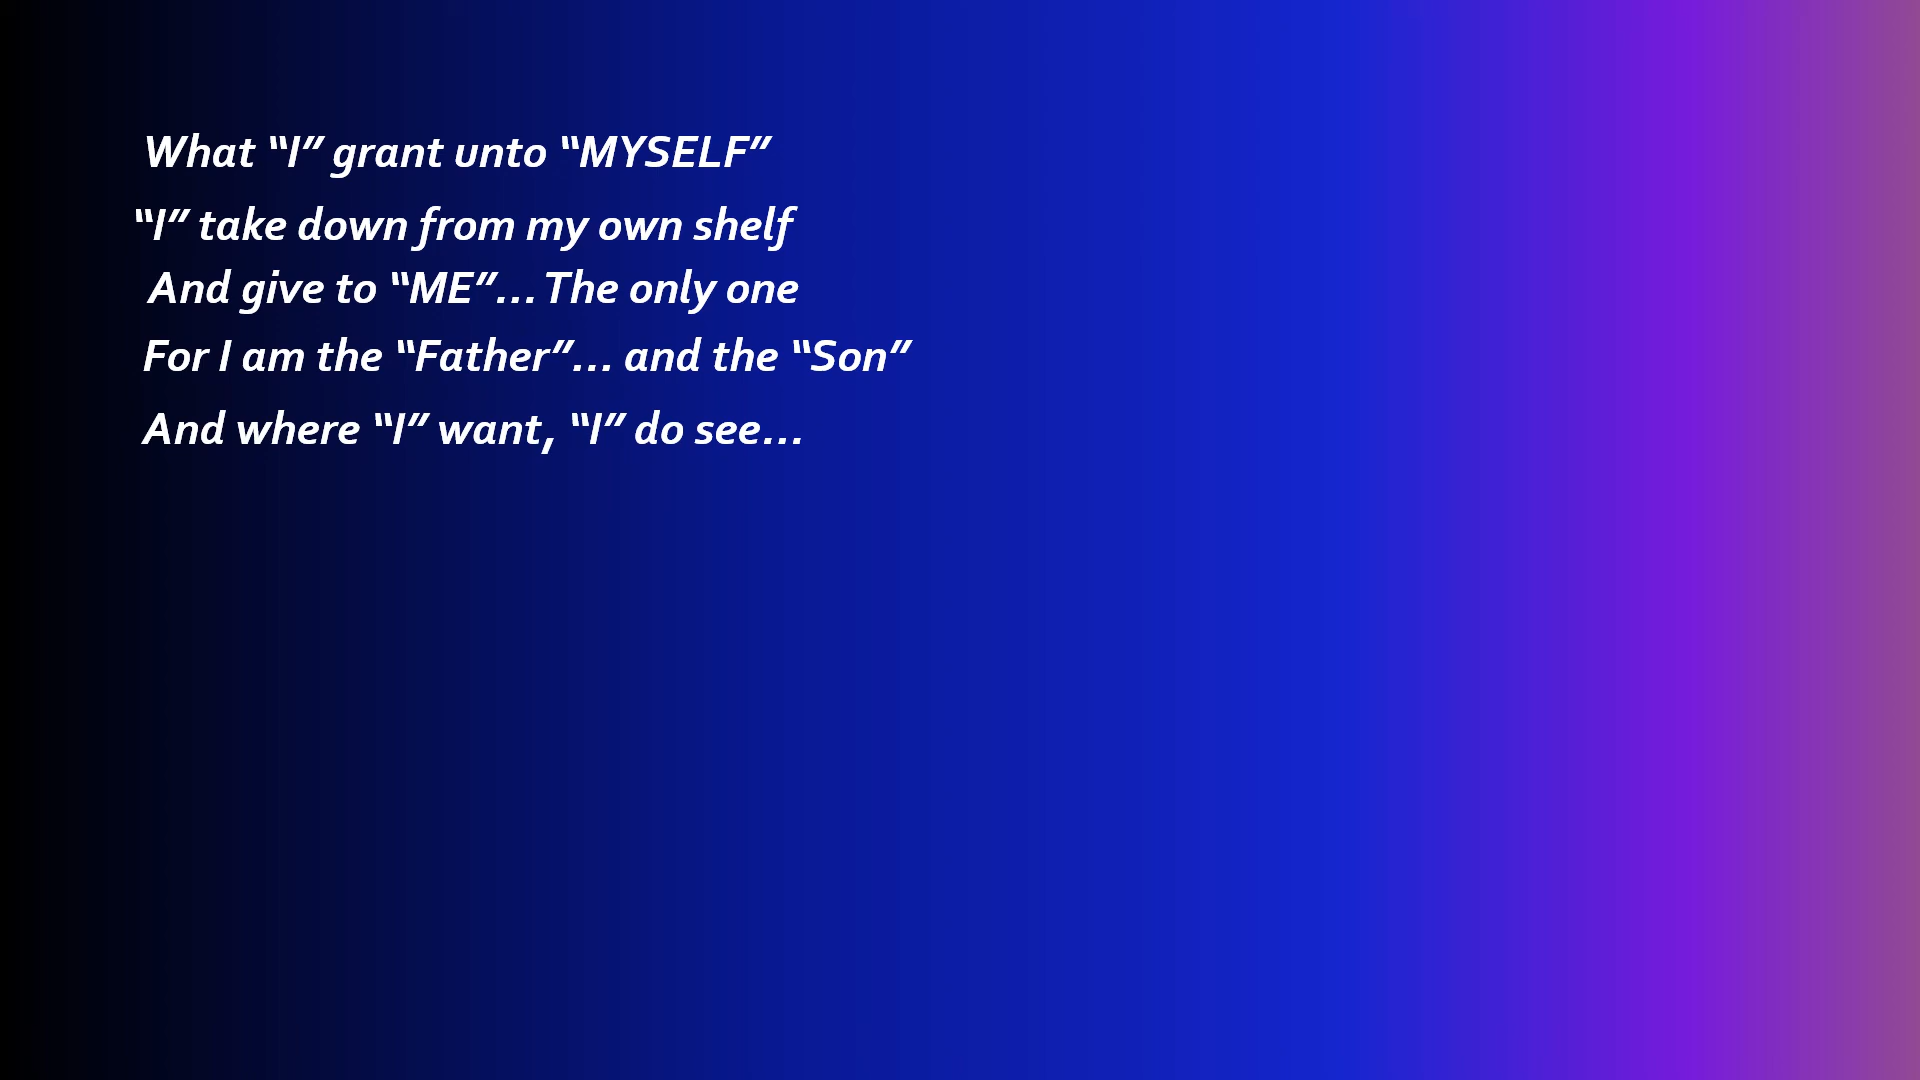 What “I” grant unto “MYSELF”
“I” take down from my own shelf
And give to “ME”... The only one
For I am the “Father”... and the “Son”
And where “I” want, “I” do see...